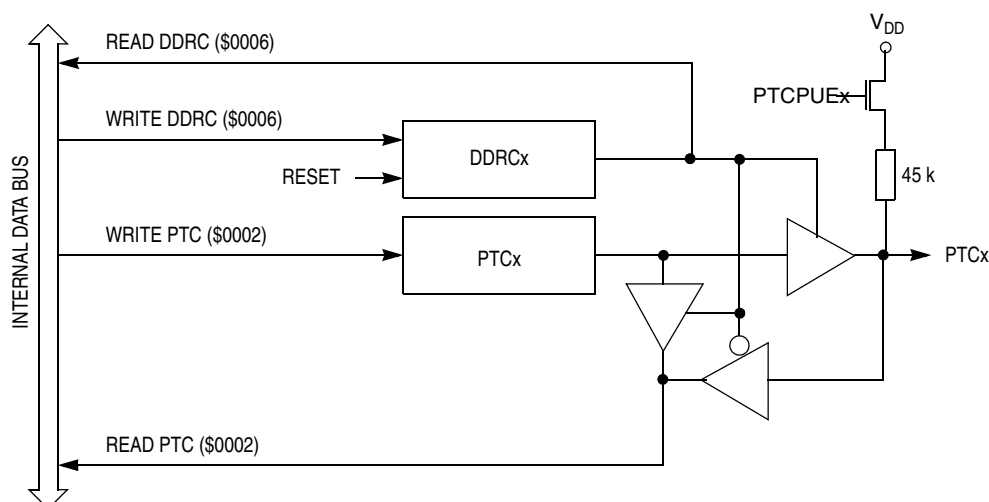 READ DDRC ($0006)
VDD
PTCPUEx
WRITE DDRC ($0006)
DDRCx
RESET
45 k
INTERNAL DATA BUS
WRITE PTC ($0002)
PTCx
PTCx
READ PTC ($0002)